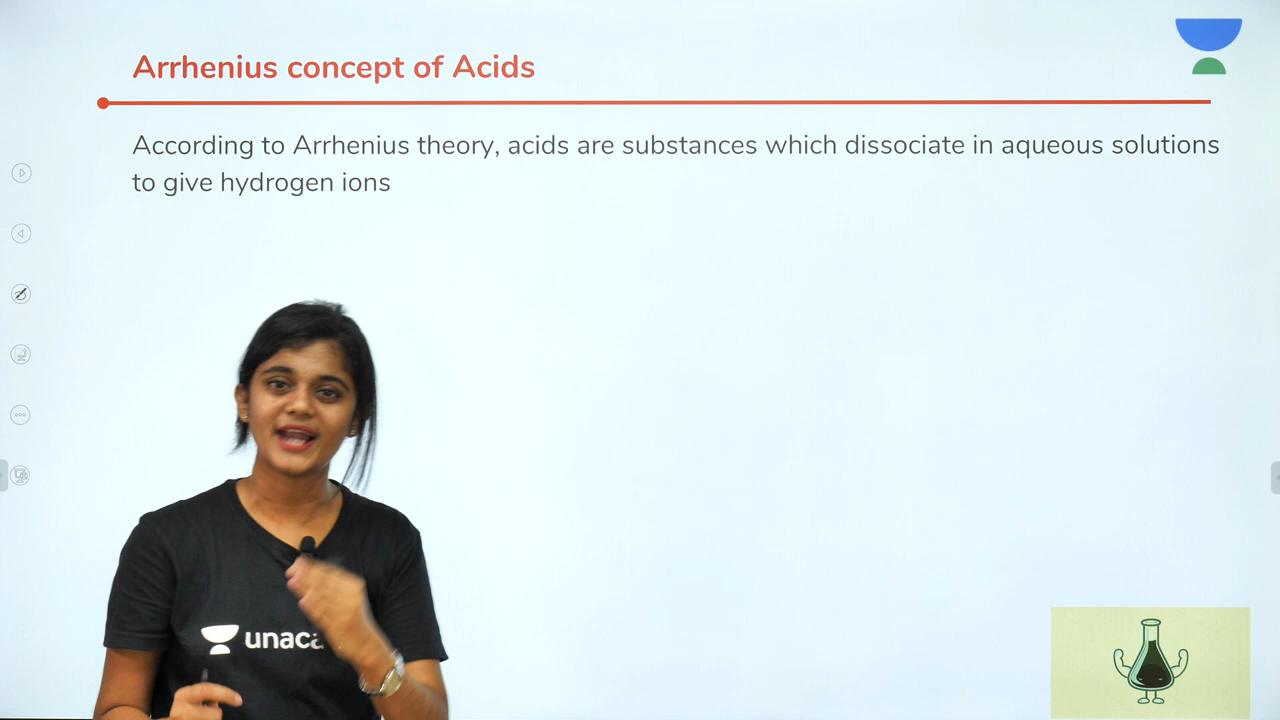 Arrhenius concept of Acids
According to Arrhenius theory, acids are substances which dissociate in aqueous solutions
to give hydrogen ions